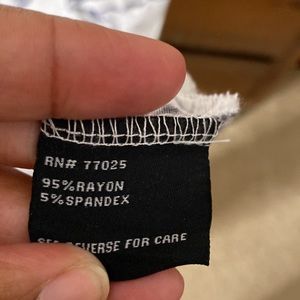 RN# 77025
95%RAYON
5%SPANDEX
SEE REVERSE FOR CARE